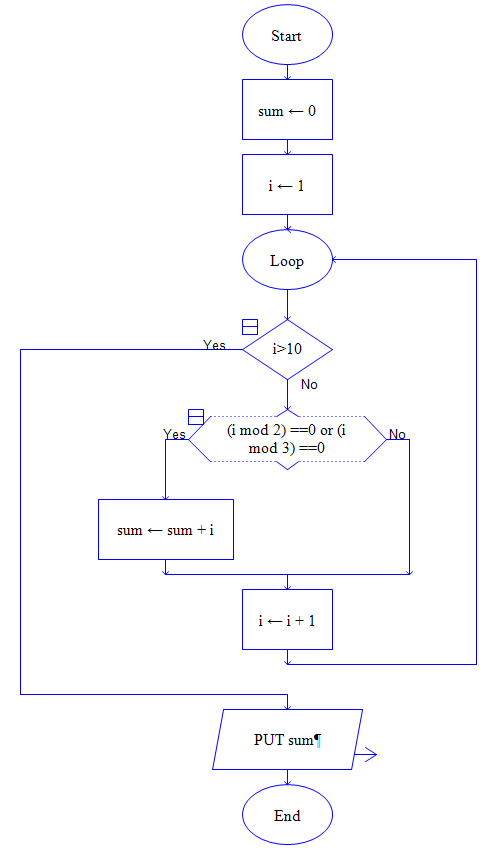 Start
sum ← 0
i ← 1
Loop
i>10
Yes
No
(i mod 2) ==0 or (i
mod 3) ==0
Yes
No
sum ← sum + i
i ← i + 1
PUT sum¶
End